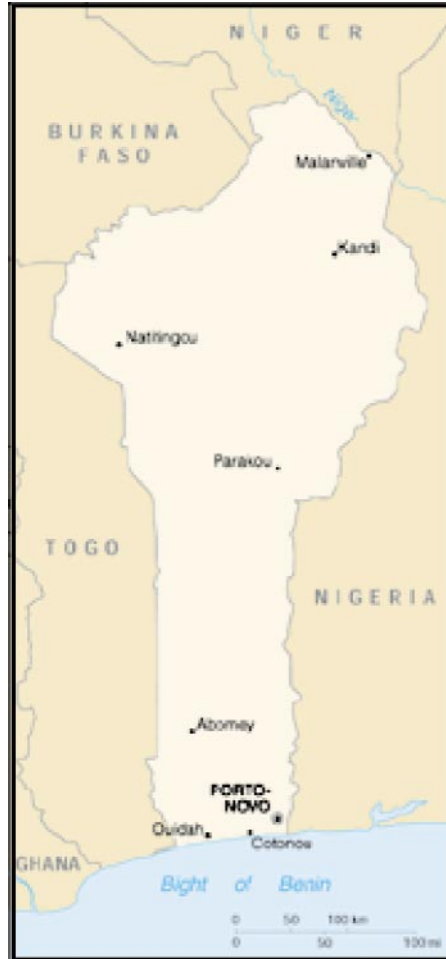 NIGER
Niger
BURKINA
FASO
Malanville
Kandi
Natitingou
Parakou
TOGO
NIGERIA
Abomey
PORTO-
NOVO
Ouidah
Cotonou
GHANA
Bight of Benin
0 50 100 km
0 50 100 mi